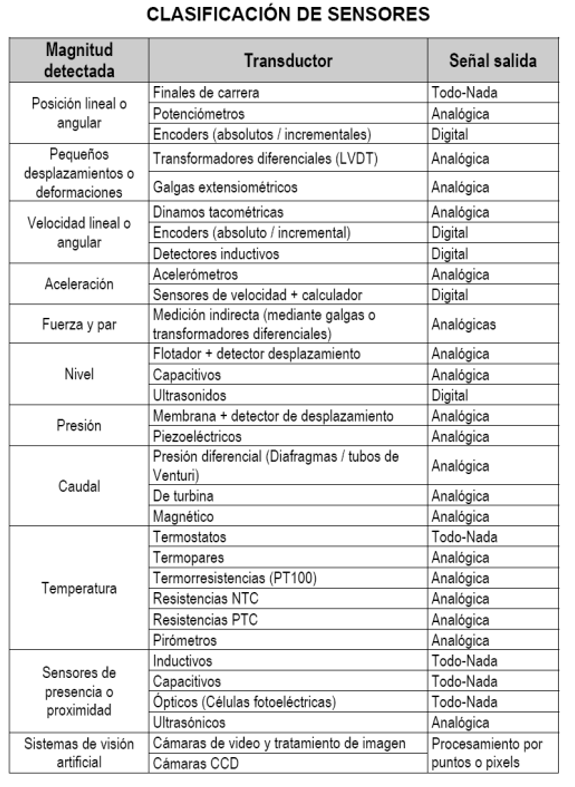 CLASIFICACIÓN DE SENSORES
Magnitud detectada Transductor Señal salida
Posición lineal o angular
Finales de carrera Todo-Nada
Potenciómetros Analógica
Encoders (absolutos / incrementales) Digital
Pequeños desplazamientos o deformaciones
Transformadores diferenciales (LVDT) Analógica
Galgas extensiométricos Analógica
Velocidad lineal o angular
Dinamos tacométricas Analógica
Encoders (absoluto / incremental) Digital
Detectores inductivos Digital
Aceleración
Acelerómetros Analógica
Sensores de velocidad + calculador Digital
Fuerza y par
Medición indirecta (mediante galgas o transformadores diferenciales) Analógicas
Nivel
Flotador + detector desplazamiento Analógica
Capacitivos Analógica
Ultrasonidos Digital
Presión
Membrana + detector de desplazamiento Analógica
Piezoeléctricos Analógica
Caudal
Presión diferencial (Diafragmas / tubos de Venturi) Analógica
De turbina Analógica
Magnético Analógica
Temperatura
Termostatos Todo-Nada
Termopares Analógica
Termorresistencias (PT100) Analógica
Resistencias NTC Analógica
Resistencias PTC Analógica
Pirómetros Analógica
Sensores de presencia o proximidad
Inductivos Todo-Nada
Capacitivos Todo-Nada
Ópticos (Células fotoeléctricas) Todo-Nada
Ultrasónicos Analógica
Sistemas de visión artificial
Cámaras de video y tratamiento de imagen
Cámaras CCD
Procesamiento por puntos o pixels